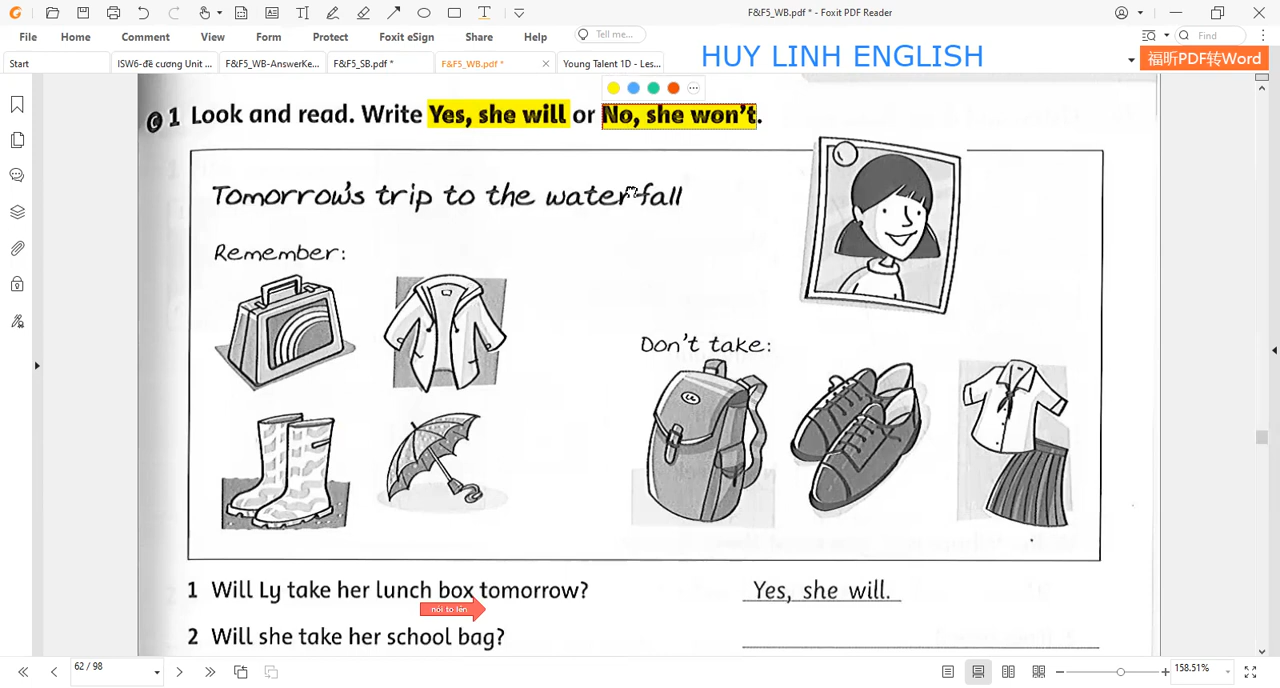 F&F5_WB.pdf * - Foxit PDF Reader
File Home Comment View Form Protect Foxit eSign Share Help Tell me... Find
Start ISW6-đề cương Unit ... F&F5_WB-AnswerKe... F&F5_SB.pdf * F&F5_WB.pdf * Young Talent 1D - Les...
HUY LINH ENGLISH
福昕PDF转Word
C 1 Look and read. Write Yes, she will or No, she won't.
Tomorrow's trip to the waterfall
Remember:
Don't take:
1 Will Ly take her lunch box tomorrow? Yes, she will.
nói to lên
2 Will she take her school bag?
62 / 98 158.51%